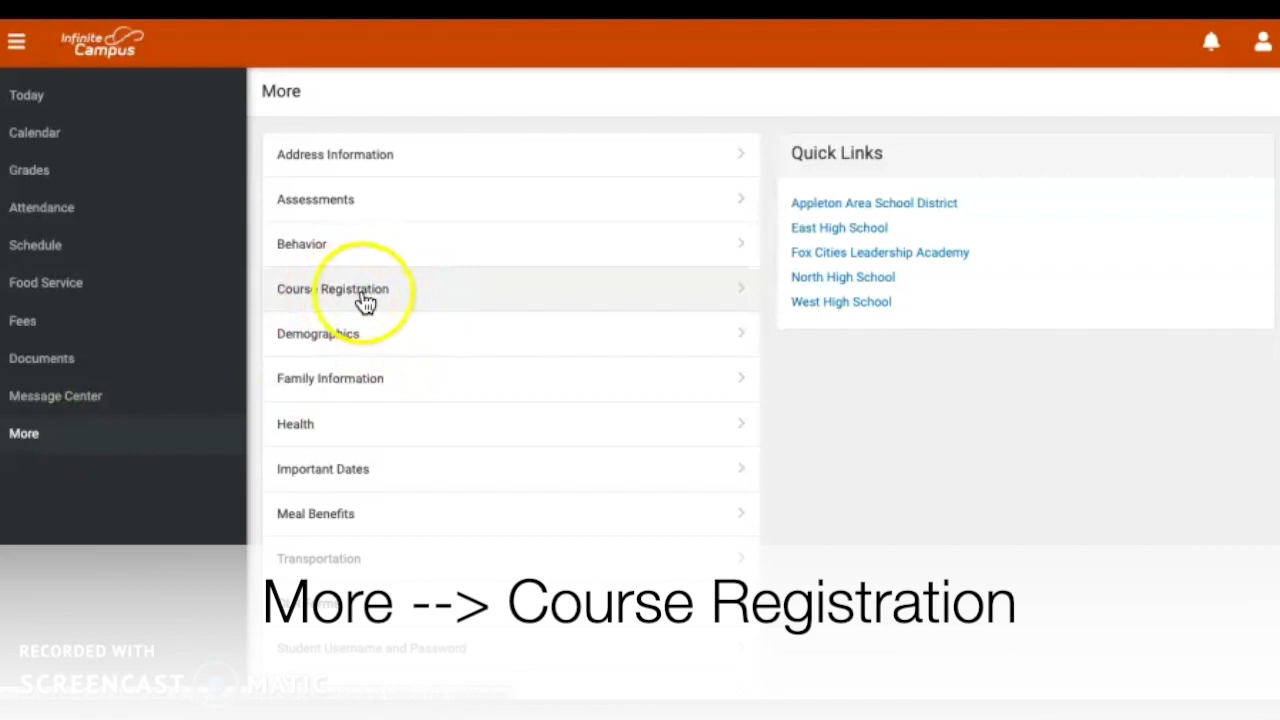 Infinite
Campus
Today
Calendar
Grades
Attendance
Schedule
Food Service
Fees
Documents
Message Center
More
More
Address Information
Assessments
Behavior
Course Registration
Demographics
Family Information
Health
Important Dates
Meal Benefits
Transportation
Student Username and Password
Quick Links
Appleton Area School District
East High School
Fox Cities Leadership Academy
North High School
West High School
More --> Course Registration
RECORDED WITH
SCREENCAST MATIC